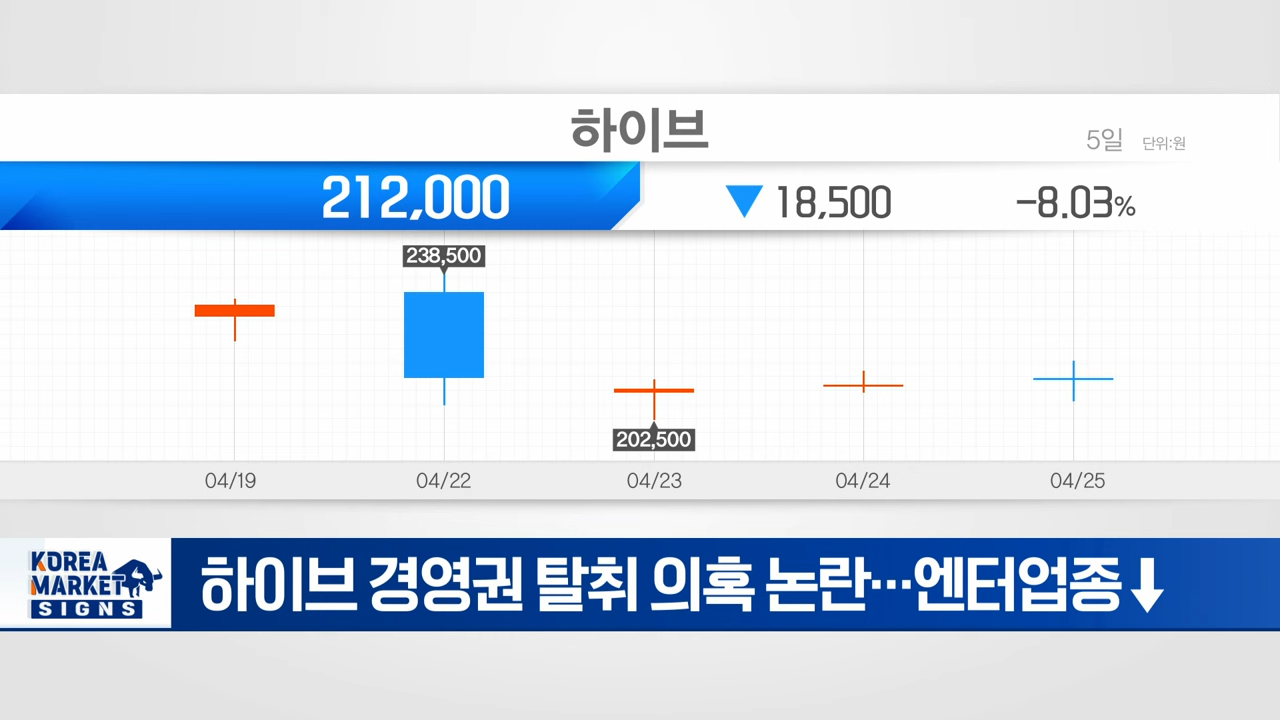 하이브
5일 단위:원
212,000 ▼ 18,500 -8.03%
238,500
202,500
04/19 04/22 04/23 04/24 04/25
KOREA
MARKET
SIGNS
하이브 경영권 탈취 의혹 논란…엔터업종↓